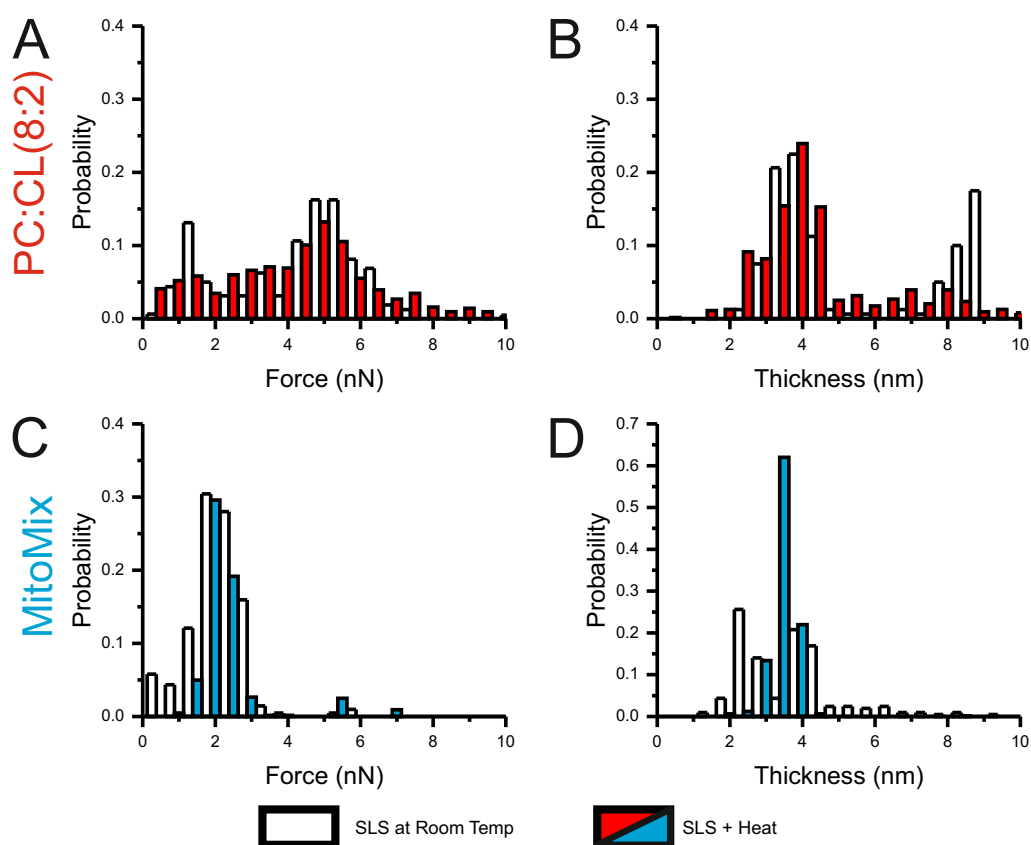 A
B
PC:CL(8:2)
Probability
0.4
0.3
0.2
0.1
0.0
0 2 4 6 8 10
Force (nN)
Probability
0.4
0.3
0.2
0.1
0.0
0 2 4 6 8 10
Thickness (nm)
C
D
MitoMix
Probability
0.4
0.3
0.2
0.1
0.0
0 2 4 6 8 10
Force (nN)
Probability
0.7
0.6
0.5
0.4
0.3
0.2
0.1
0.0
0 2 4 6 8 10
Thickness (nm)
SLS at Room Temp
SLS + Heat